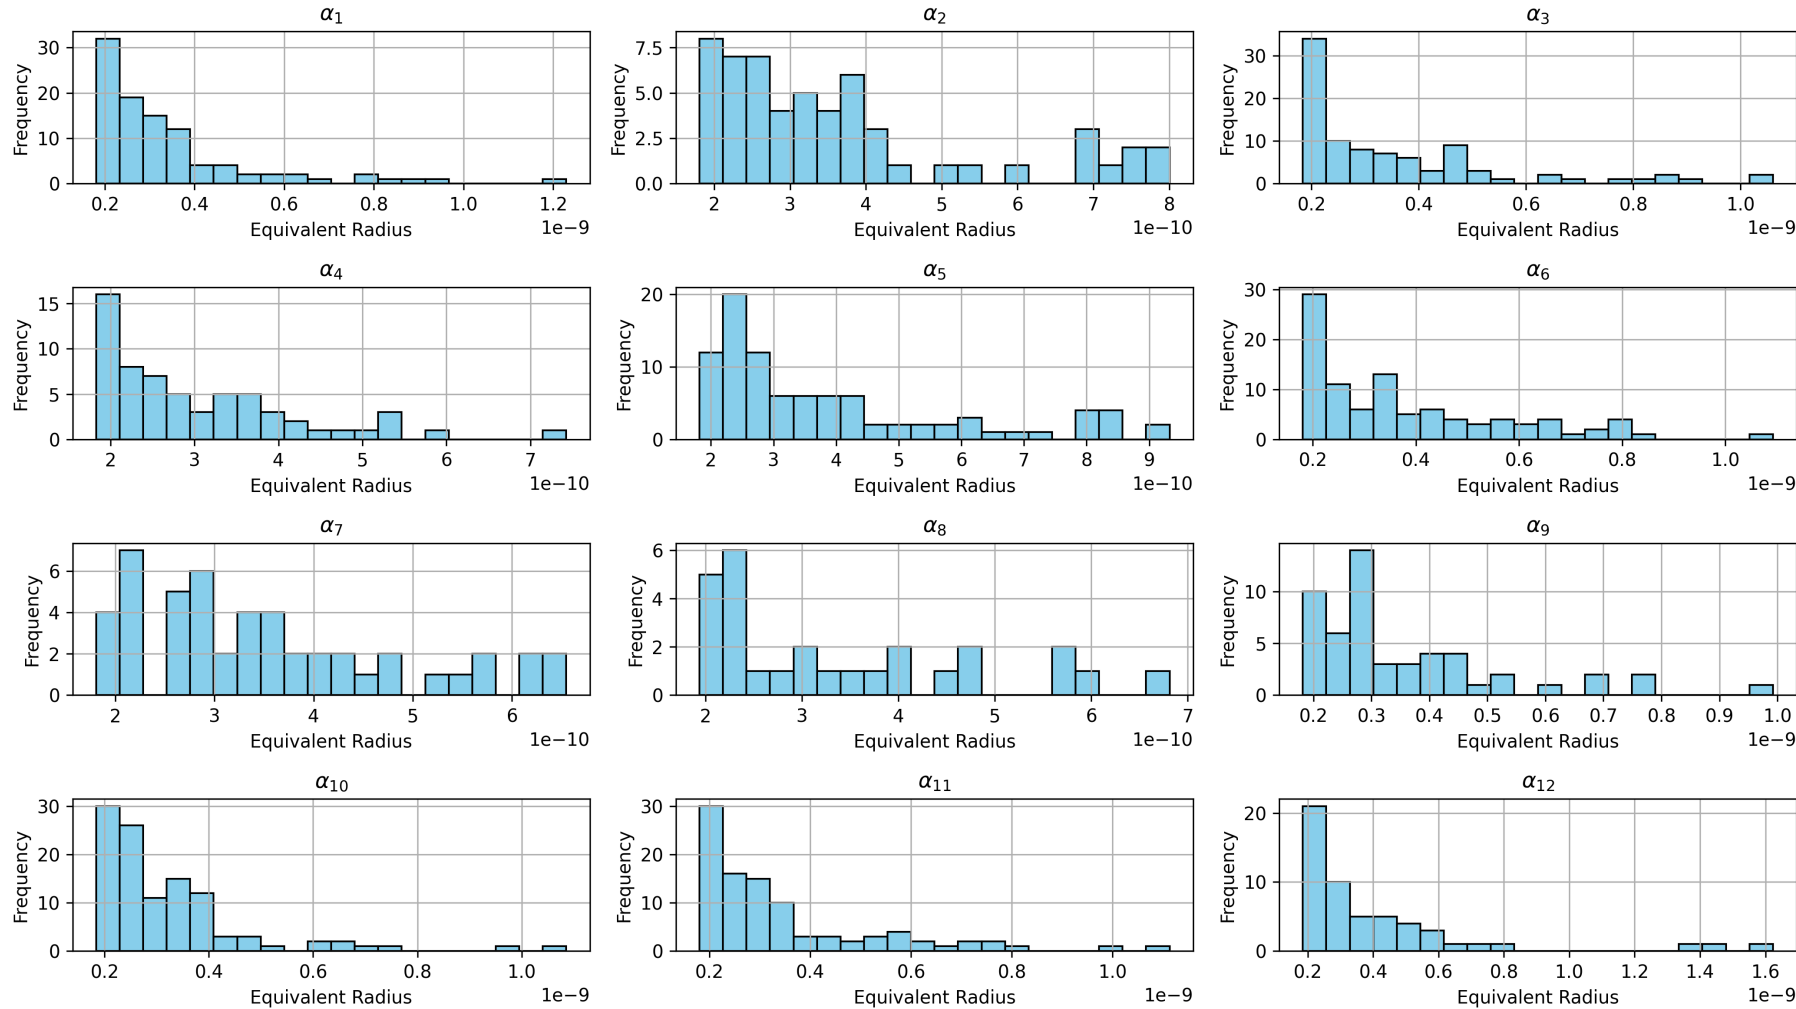 α1 α2 α3
Frequency 30 20 10 0
0.2 0.4 0.6 0.8 1.0 1.2
Equivalent Radius 1e−9
Frequency 7.5 5.0 2.5 0.0
2 3 4 5 6 7 8
Equivalent Radius 1e−10
Frequency 30 20 10 0
0.2 0.4 0.6 0.8 1.0
Equivalent Radius 1e−9
α4 α5 α6
Frequency 15 10 5 0
2 3 4 5 6 7
Equivalent Radius 1e−10
Frequency 20 10 0
2 3 4 5 6 7 8 9
Equivalent Radius 1e−10
Frequency 30 20 10 0
0.2 0.4 0.6 0.8 1.0
Equivalent Radius 1e−9
α7 α8 α9
Frequency 6 4 2 0
2 3 4 5 6
Equivalent Radius 1e−10
Frequency 6 4 2 0
2 3 4 5 6 7
Equivalent Radius 1e−10
Frequency 10 5 0
0.2 0.3 0.4 0.5 0.6 0.7 0.8 0.9 1.0
Equivalent Radius 1e−9
α10 α11 α12
Frequency 30 20 10 0
0.2 0.4 0.6 0.8 1.0
Equivalent Radius 1e−9
Frequency 30 20 10 0
0.2 0.4 0.6 0.8 1.0
Equivalent Radius 1e−9
Frequency 20 10 0
0.2 0.4 0.6 0.8 1.0 1.2 1.4 1.6
Equivalent Radius 1e−9